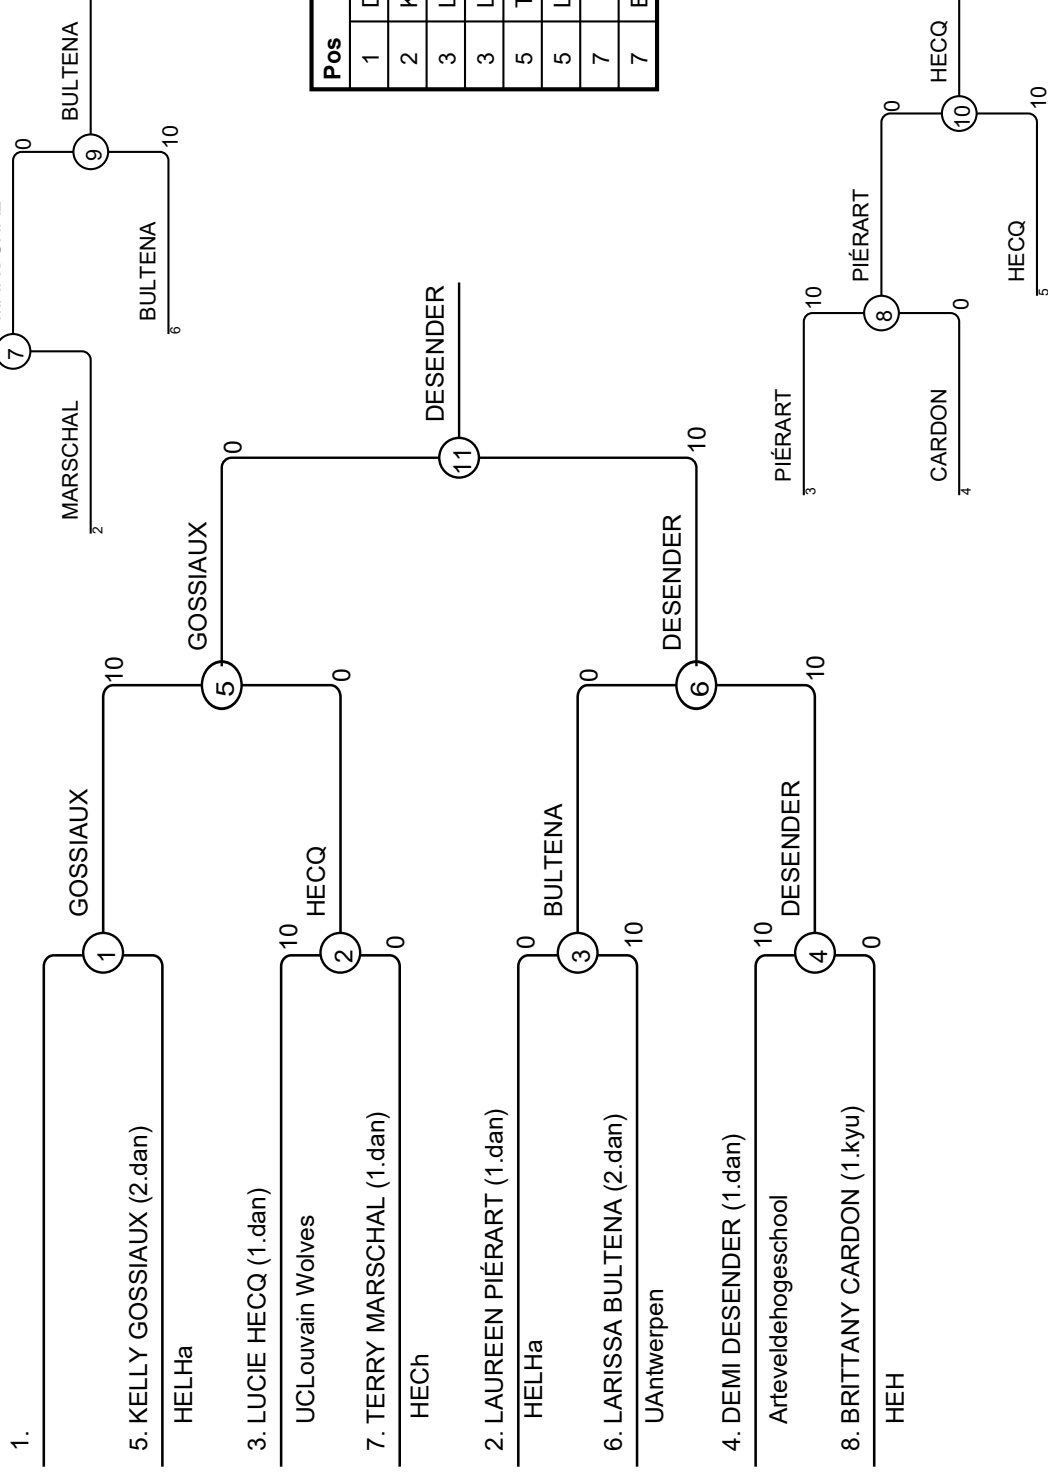 1.
5. KELLY GOSSIAUX (2.dan)
HELHa
3. LUCIE HECQ (1.dan)
UCLouvain Wolves
7. TERRY MARSCHAL (1.dan)
HECh
2. LAUREEN PIÉRART (1.dan)
HELHa
6. LARISSA BULTENA (2.dan)
UAntwerpen
4. DEMI DESENDER (1.dan)
Arteveldehogeschool
8. BRITTANY CARDON (1.kyu)
HEH
1
GOSSIAUX
10
2
0
HECQ
0
3
10
BULTENA
10
4
0
DESENDER
10
5
0
GOSSIAUX
0
6
10
DESENDER
0
11
10
DESENDER
7
MARSCHAL
2
0
9
10
BULTENA
6
BULTENA
PIÉRART
3
10
8
0
CARDON
4
PIÉRART
0
10
10
HECQ
5
HECQ
Pos
1
2
3
3
5
5
7
7